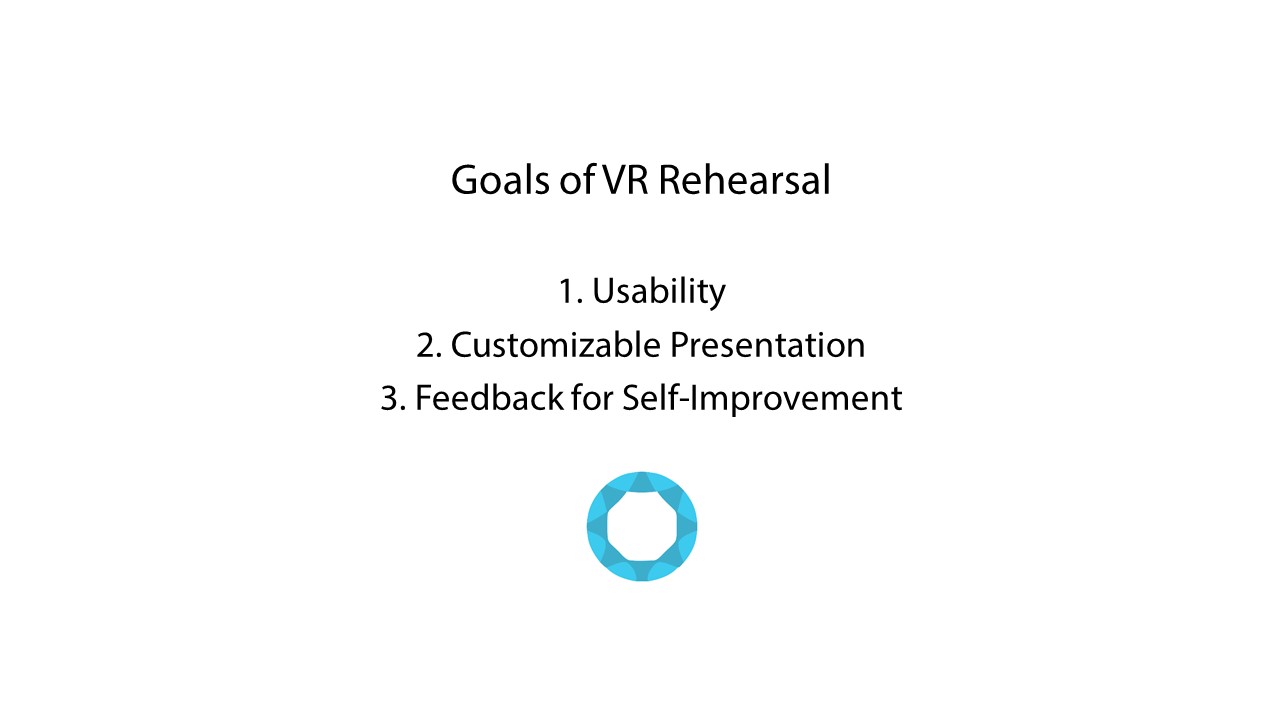 Goals of VR Rehearsal
1. Usability
2. Customizable Presentation
3. Feedback for Self-Improvement